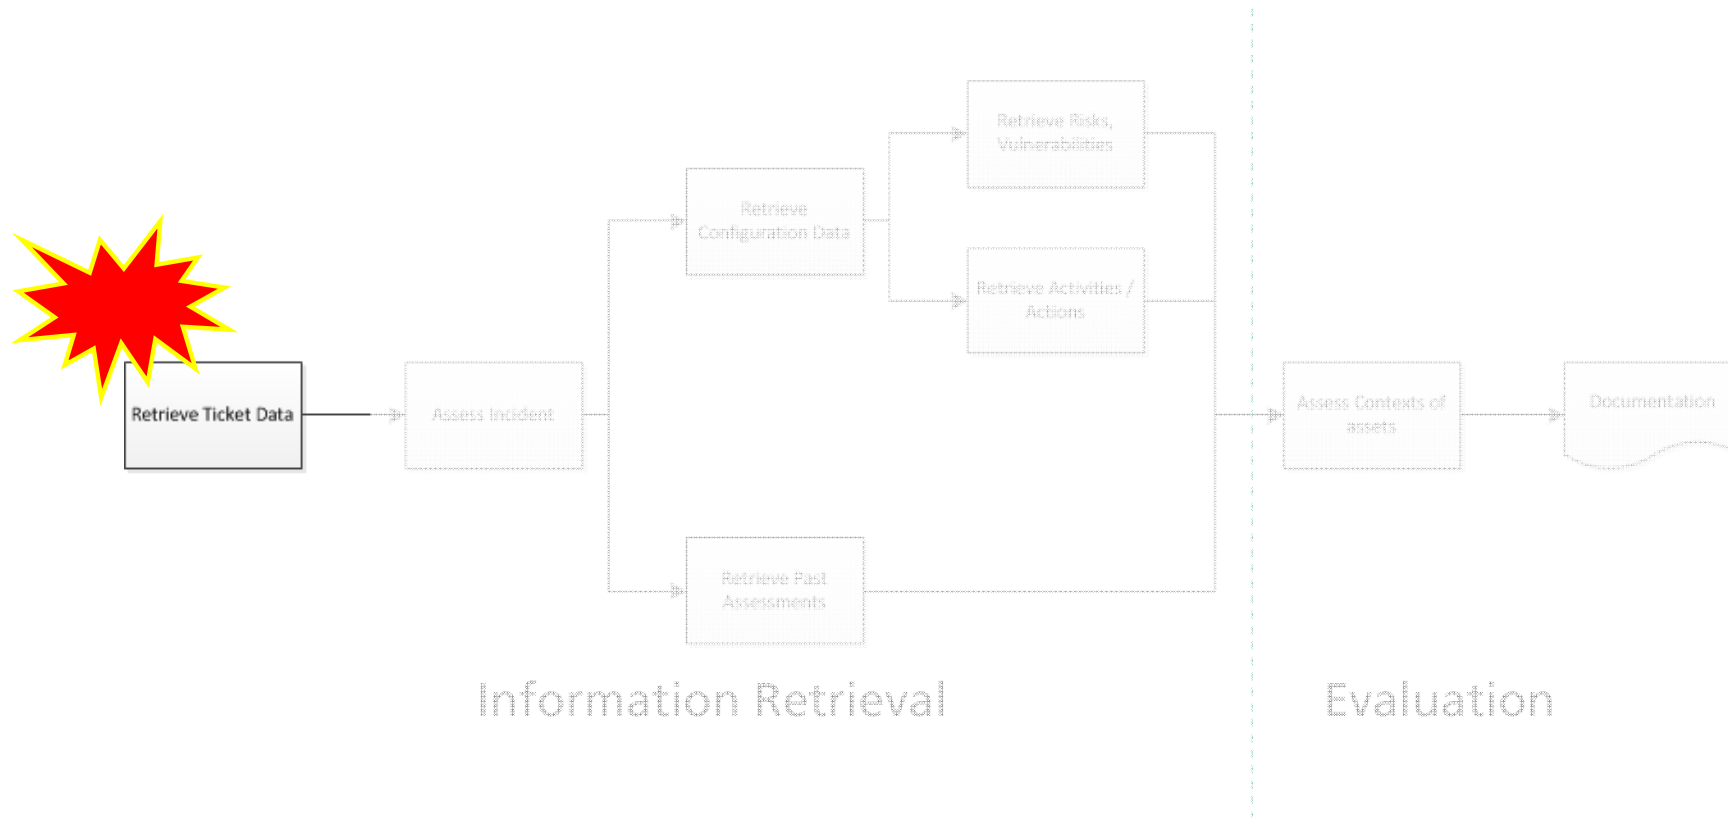 Retrieve Risks,
Vulnerabilities
Retrieve
Configuration Data
Retrieve Activities /
Actions
Retrieve Ticket Data
Assess Incident
Assess Contexts of
assets
Documentation
Retrieve Past
Assessments
Information Retrieval
Evaluation